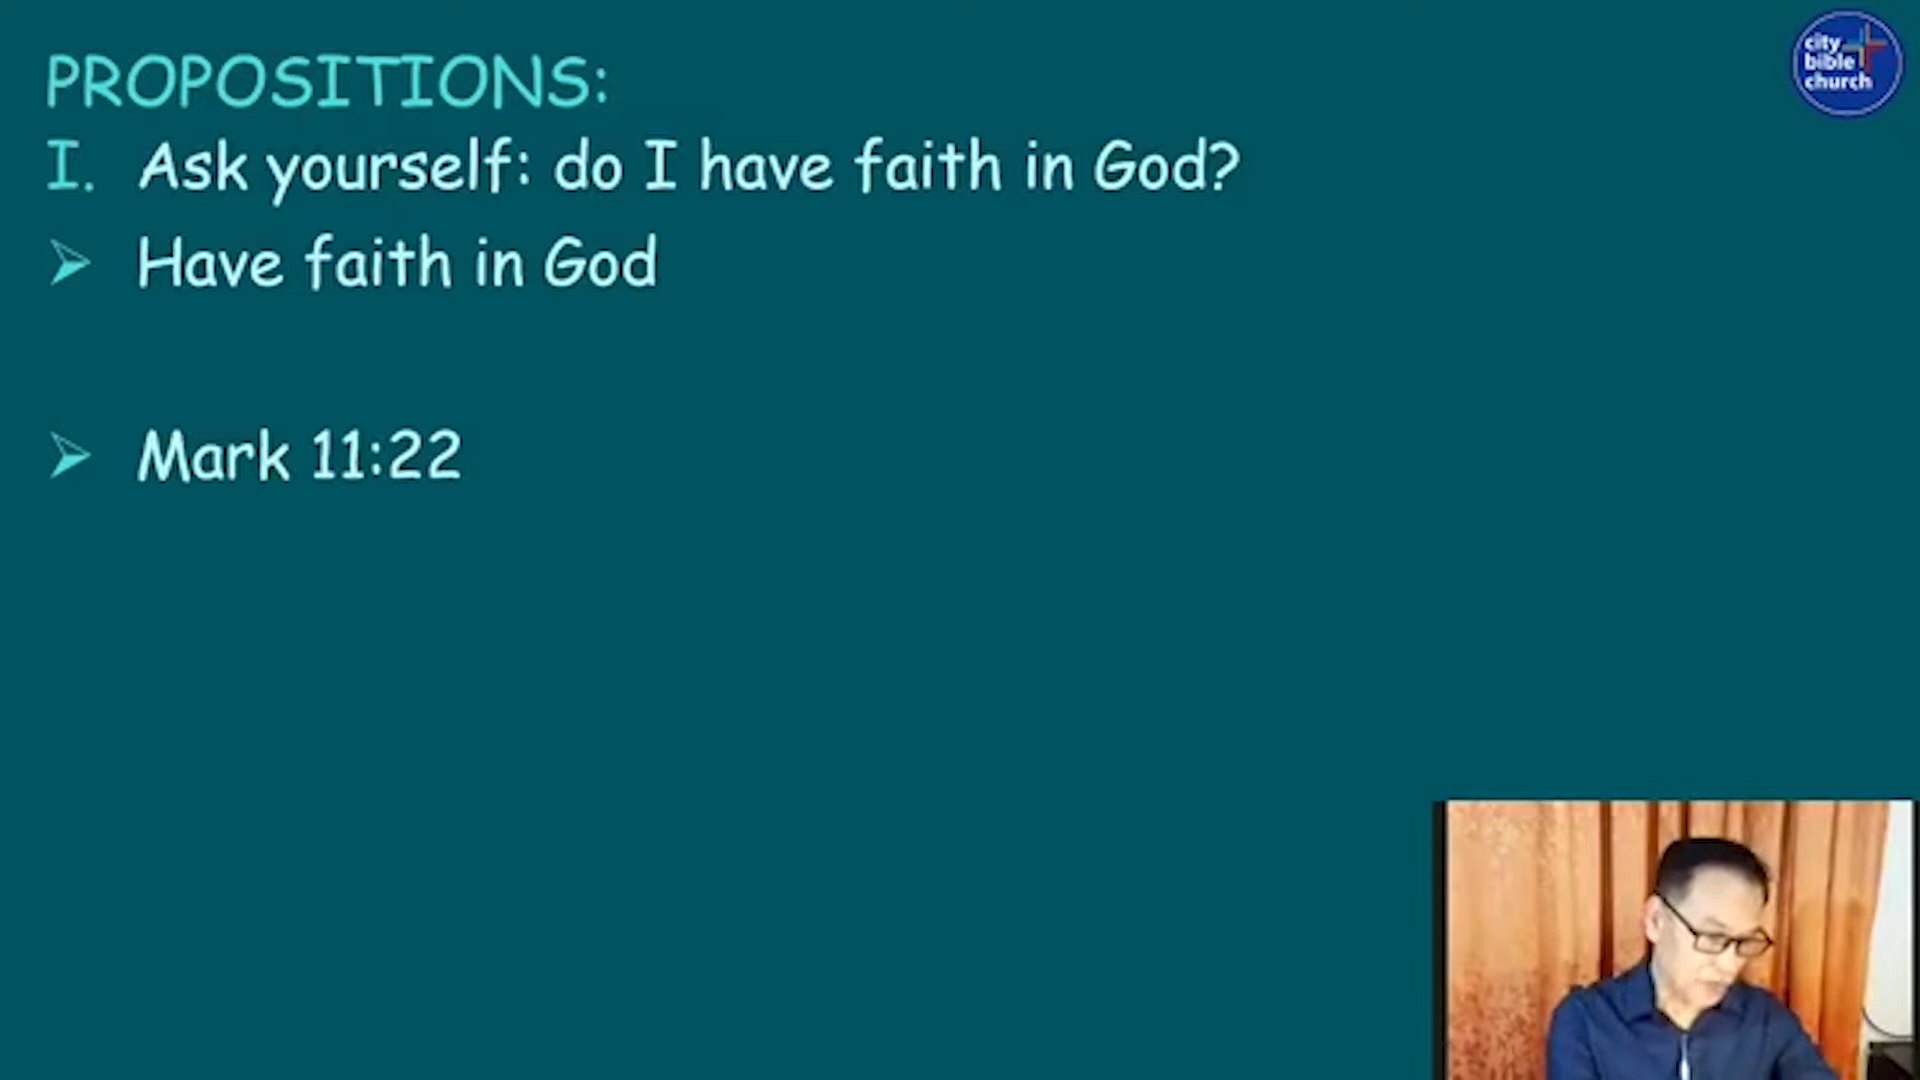 PROPOSITIONS:
I. Ask yourself: do I have faith in God?
Have faith in God
Mark 11:22
city
bible
church